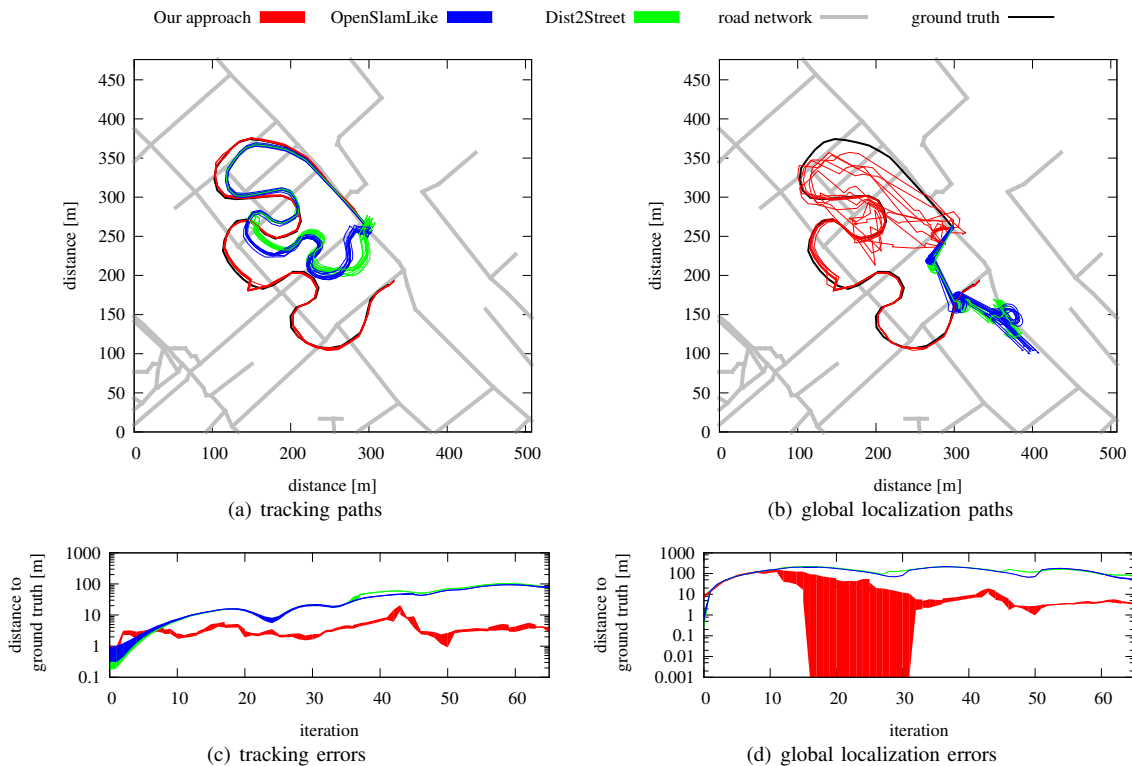 Our approach OpenSlamLike Dist2Street road network ground truth
450
400
350
300
250
200
150
100
50
0
distance [m]
0 100 200 300 400 500
distance [m]
(a) tracking paths
450
400
350
300
250
200
150
100
50
0
distance [m]
0 100 200 300 400 500
distance [m]
(b) global localization paths
1000
100
10
1
0.1
distance to
ground truth [m]
0 10 20 30 40 50 60
iteration
(c) tracking errors
1000
100
10
1
0.1
0.01
0.001
distance to
ground truth [m]
0 10 20 30 40 50 60
iteration
(d) global localization errors